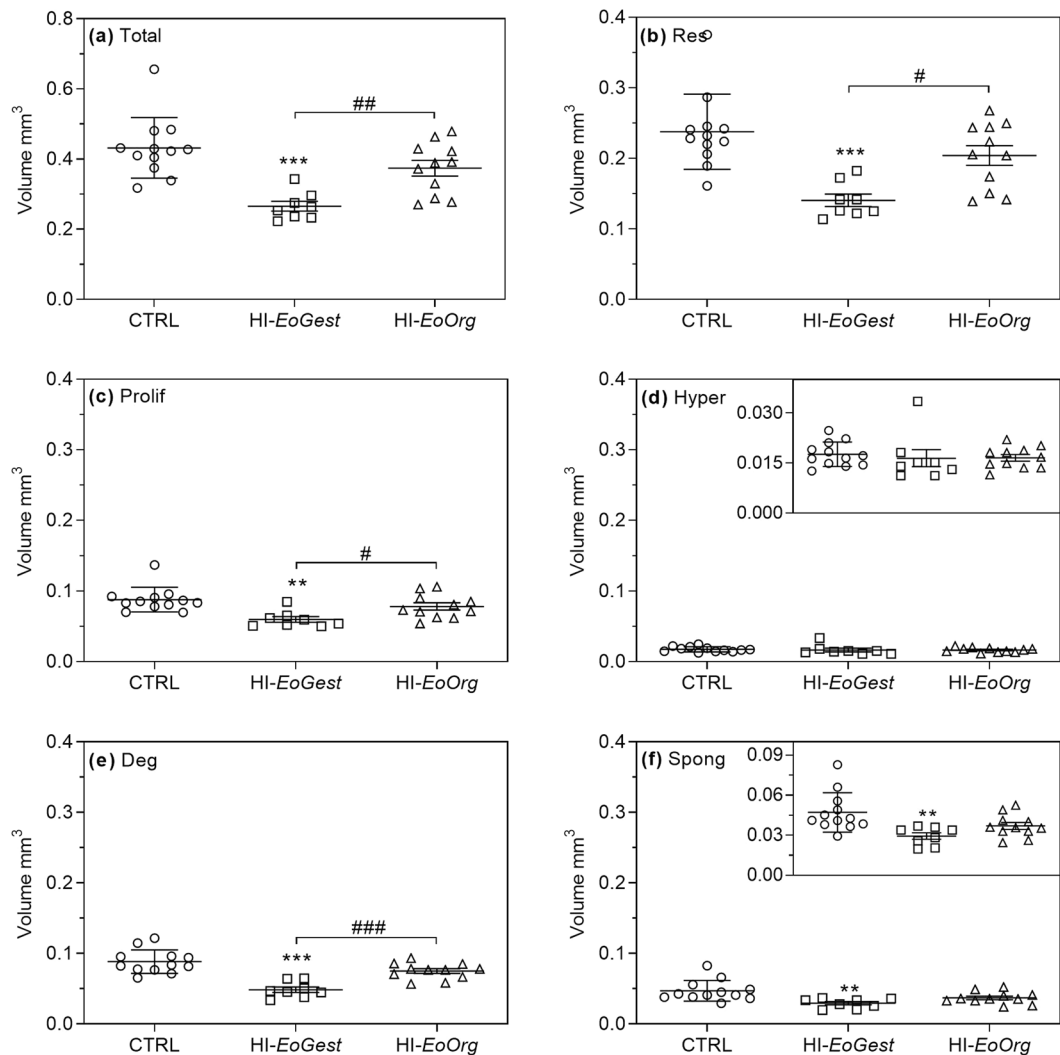 (a) Total
Volume mm³
0.8
0.6
0.4
0.2
0.0
***
##
CTRL
HI-EoGest
HI-EoOrg
(b) Res
Volume mm³
0.4
0.3
0.2
0.1
0.0
***
#
CTRL
HI-EoGest
HI-EoOrg
(c) Prolif
Volume mm³
0.4
0.3
0.2
0.1
0.0
**
#
CTRL
HI-EoGest
HI-EoOrg
(d) Hyper
Volume mm³
0.4
0.3
0.2
0.1
0.0
0.030
0.015
0.000
CTRL
HI-EoGest
HI-EoOrg
(e) Deg
Volume mm³
0.4
0.3
0.2
0.1
0.0
***
###
CTRL
HI-EoGest
HI-EoOrg
(f) Spong
Volume mm³
0.4
0.3
0.2
0.1
0.0
0.09
0.06
0.03
0.00
**
**
CTRL
HI-EoGest
HI-EoOrg